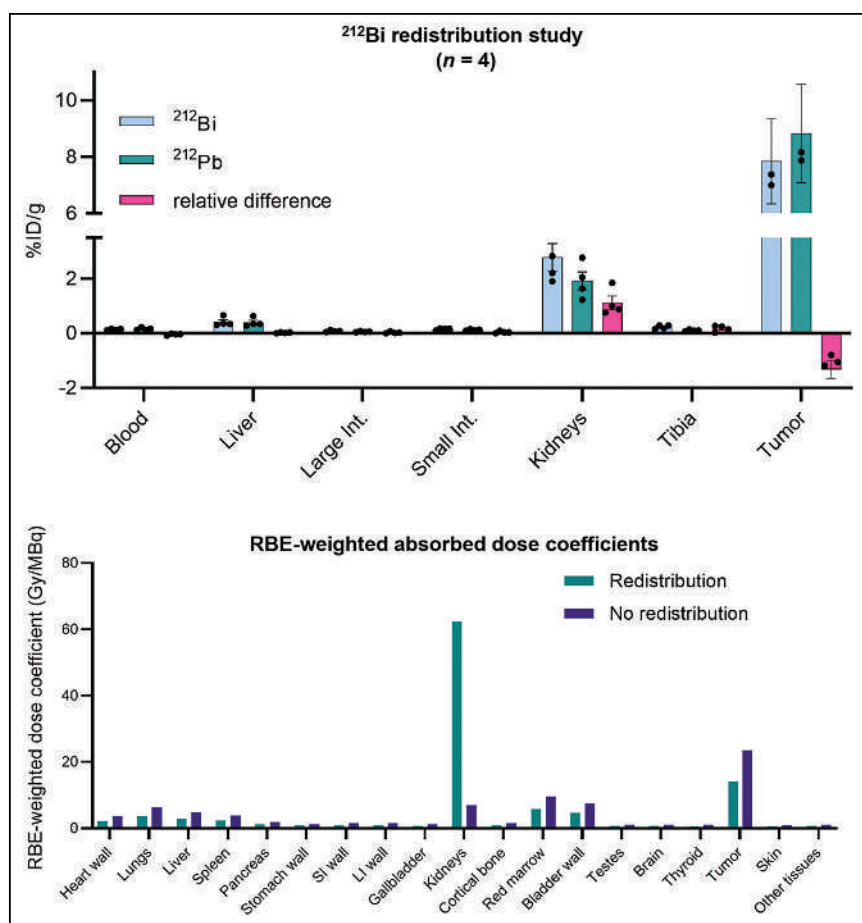 ²¹²Bi redistribution study
(n = 4)
%ID/g
10
8
6
2
0
-2
²¹²Bi
²¹²Pb
relative difference
Blood
Liver
Large Int.
Small Int.
Kidneys
Tibia
Tumor
RBE-weighted absorbed dose coefficients
RBE-weighted dose coefficient (Gy/MBq)
80
60
40
20
0
Redistribution
No redistribution
Heart wall
Lungs
Liver
Spleen
Pancreas
Stomach wall
SI wall
LI wall
Gallbladder
Kidneys
Cortical bone
Red marrow
Bladder wall
Testes
Brain
Thyroid
Tumor
Skin
Other tissues